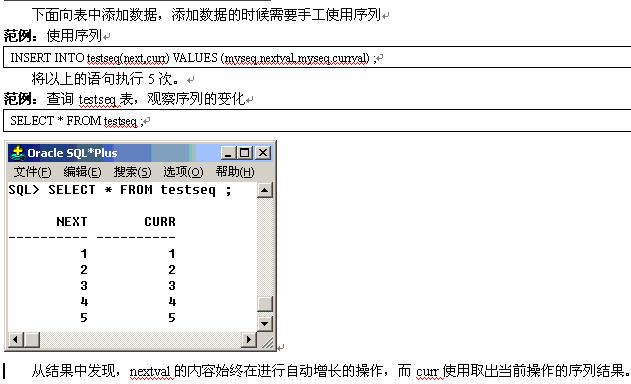 下面向表中添加数据，添加数据的时候需要手工使用序列
范例：使用序列
INSERT INTO testseq(next,curr) VALUES (myseq.nextval,myseq.currval) ;
将以上的语句执行 5 次。
范例：查询 testseq 表，观察序列的变化
SELECT * FROM testseq ;
Oracle SQL*Plus
文件(F) 编辑(E) 搜索(S) 选项(O) 帮助(H)
SQL> SELECT * FROM testseq ;
NEXT CURR
---------- ----------
1 1
2 2
3 3
4 4
5 5
从结果中发现，nextval 的内容始终在进行自动增长的操作，而 curr 使用取出当前操作的序列结果。